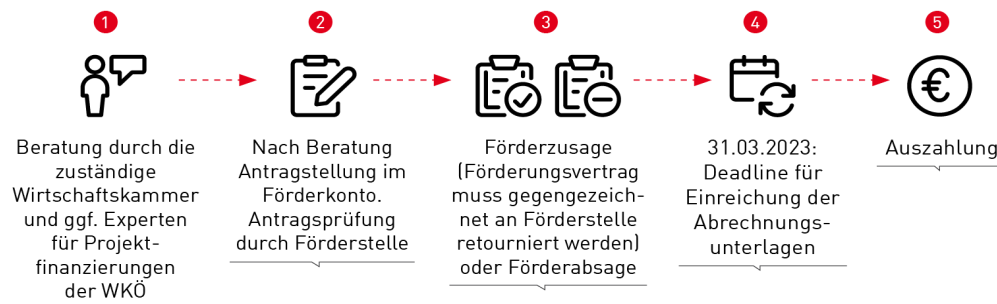 1
Beratung durch die
zuständige
Wirtschaftskammer
und ggf. Experten
für Projekt-
finanzierungen
der WKÖ
2
Nach Beratung
Antragstellung im
Förderkonto.
Antragsprüfung
durch Förderstelle
3
Förderzusage
(Förderungsvertrag
muss gegengezeich-
net an Förderstelle
retourniert werden)
oder Förderabsage
4
31.03.2023:
Deadline für
Einreichung der
Abrechnungs-
unterlagen
5
€
Auszahlung